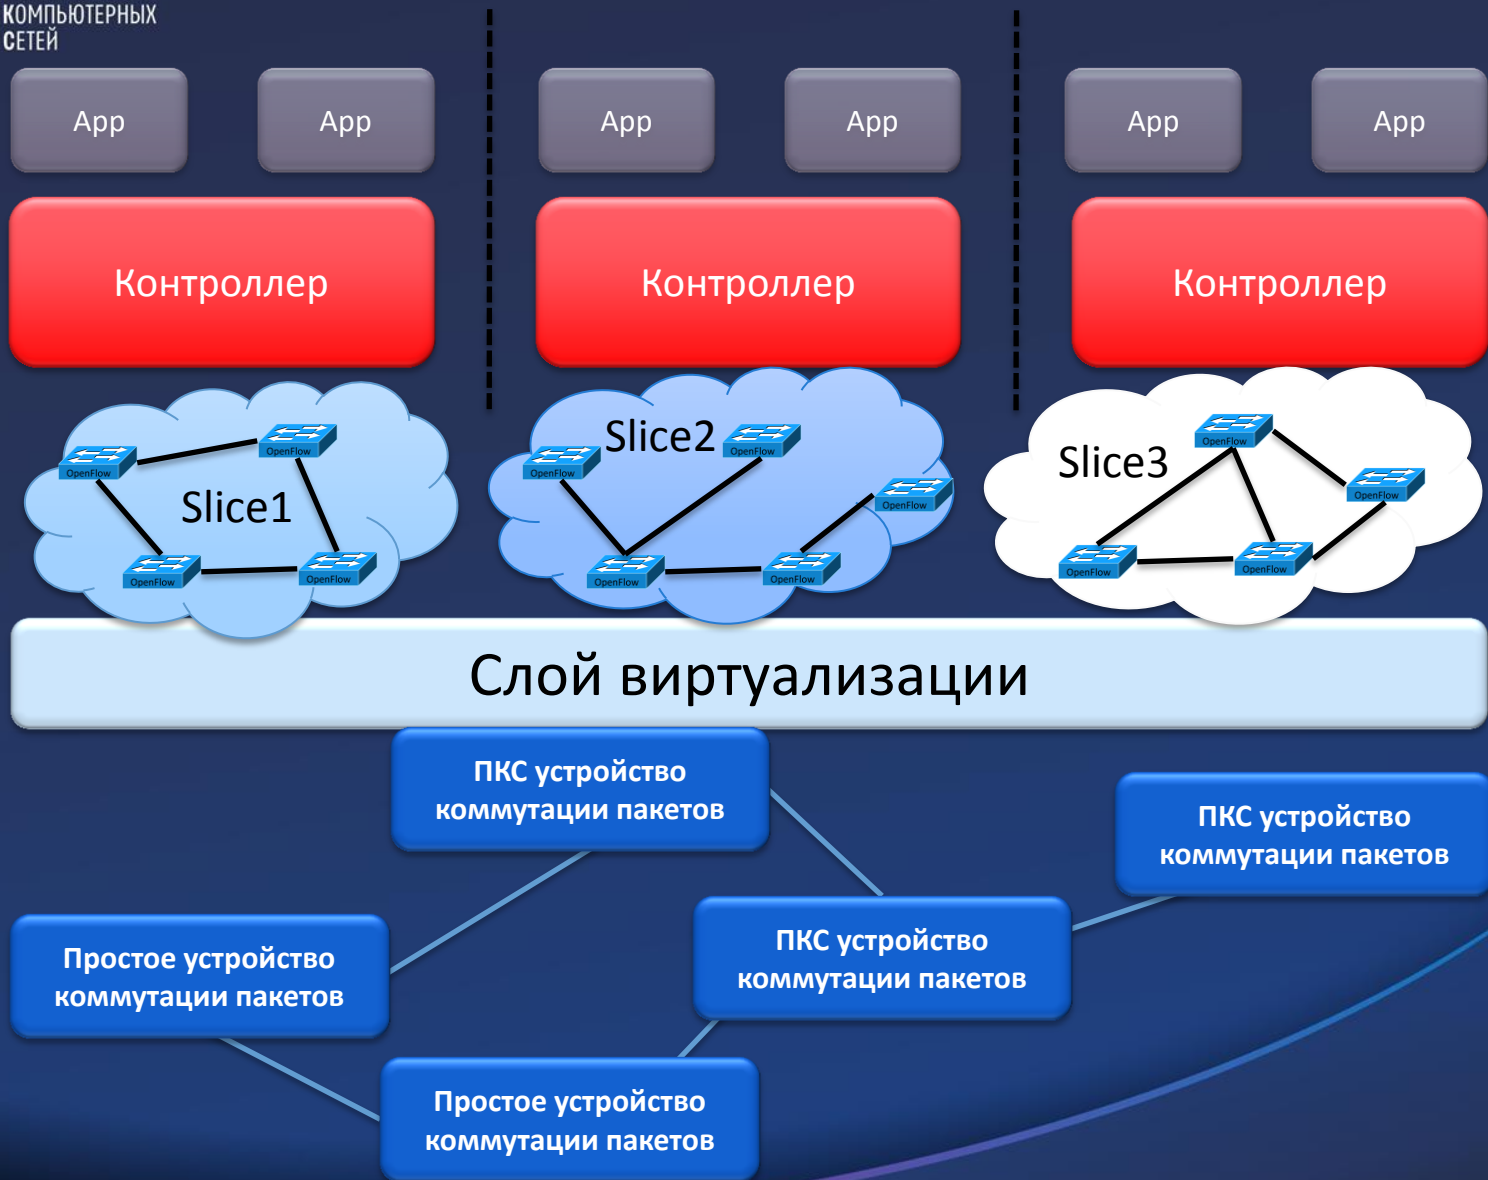 КОМПЬЮТЕРНЫХ
СЕТЕЙ
App
App
App
App
App
App
Контроллер
Контроллер
Контроллер
Slice1
OpenFlow
OpenFlow
OpenFlow
OpenFlow
Slice2
OpenFlow
OpenFlow
OpenFlow
OpenFlow
OpenFlow
Slice3
OpenFlow
OpenFlow
OpenFlow
OpenFlow
Слой виртуализации
ПКС устройство
коммутации пакетов
ПКС устройство
коммутации пакетов
ПКС устройство
коммутации пакетов
Простое устройство
коммутации пакетов
Простое устройство
коммутации пакетов